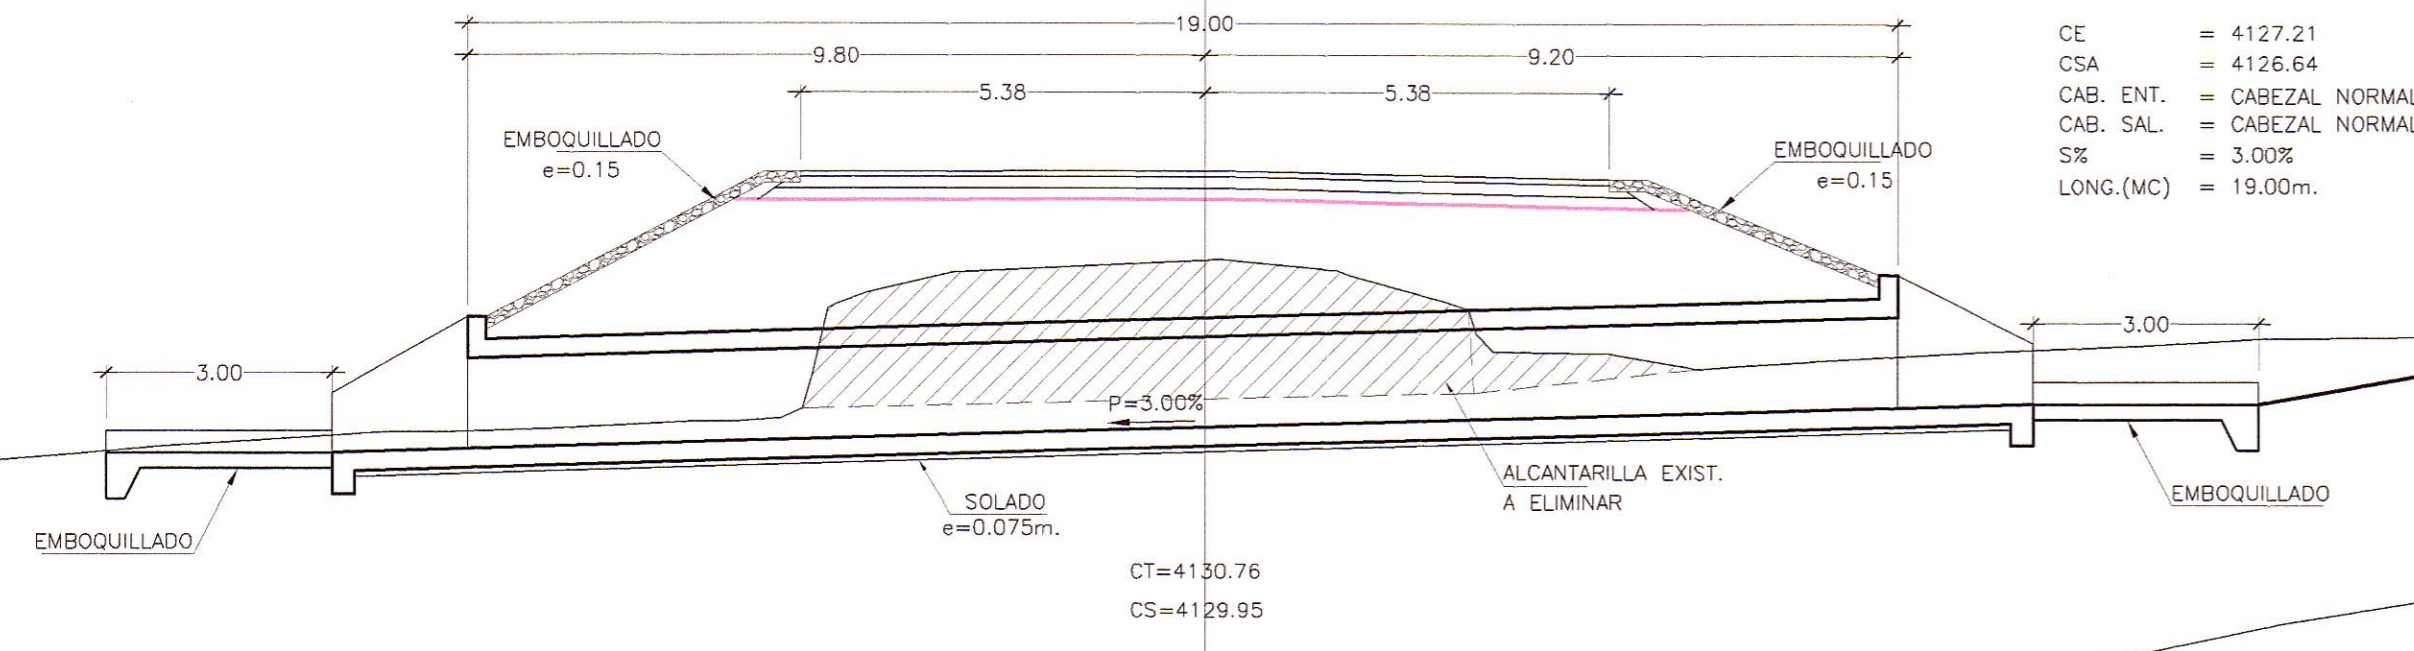 19.00
9.80
9.20
5.38
5.38
CE = 4127.21
CSA = 4126.64
CAB. ENT. = CABEZAL NORMAL
CAB. SAL. = CABEZAL NORMAL
S% = 3.00%
LONG.(MC) = 19.00m.
EMBOQUILLADO
e=0.15
EMBOQUILLADO
e=0.15
3.00
3.00
P=3.00%
ALCANTARILLA EXIST.
A ELIMINAR
SOLADO
e=0.075m.
EMBOQUILLADO
EMBOQUILLADO
CT=4130.76
CS=4129.95